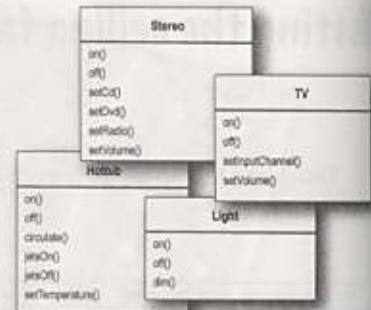 Stereo
on()
off()
setCd()
setDvd()
setRadio()
setVolume()
TV
on()
off()
setInputChannel()
setVolume()
Hottub
on()
off()
circulate()
jetsOn()
jetsOff()
setTemperature()
Light
on()
off()
dim()